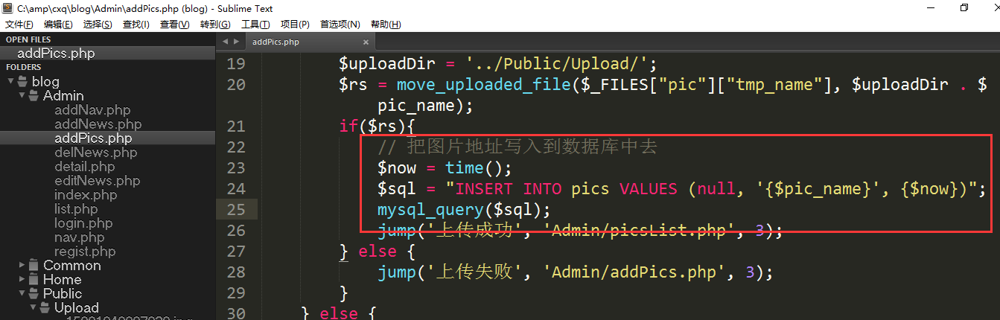 C:\amp\cxq\blog\Admin\addPics.php (blog) - Sublime Text
文件(F) 编辑(E) 选择(S) 查找(I) 查看(V) 转到(G) 工具(T) 项目(P) 首选项(N) 帮助(H)
OPEN FILES
addPics.php
FOLDERS
blog
Admin
addNav.php
addNews.php
addPics.php
delNews.php
detail.php
editNews.php
index.php
list.php
login.php
nav.php
regist.php
Common
Home
Public
Upload
addPics.php
19 $uploadDir = '../Public/Upload/';
20 $rs = move_uploaded_file($_FILES["pic"]["tmp_name"], $uploadDir . $
pic_name);
21 if($rs){
22 // 把图片地址写入到数据库中去
23 $now = time();
24 $sql = "INSERT INTO pics VALUES (null, '{$pic_name}', {$now})";
25 mysql_query($sql);
26 jump('上传成功', 'Admin/picsList.php', 3);
27 } else {
28 jump('上传失败', 'Admin/addPics.php', 3);
29 }
30 } else {